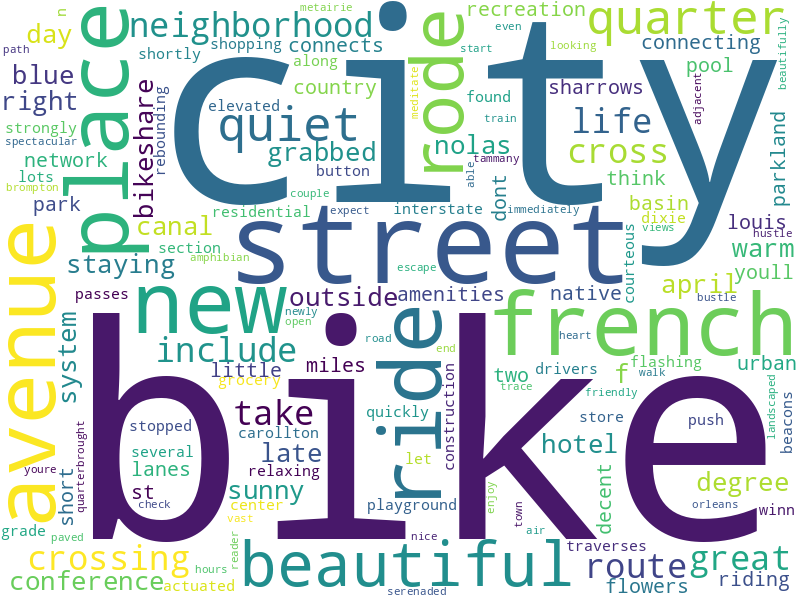 metairie
n
neighborhood
recreation
quarter
even
day
city
place
path
shortly
shopping
connects
rode
start
looking
connecting
beautifully
along
blue
country
pool
meditate
sharrows
adjacent
right
bikeshare
rebounding
elevated
quiet
found
life
strongly
train
spectacular
grabbed
nolas
cross
parkland
network
tammany
button
able
think
lots
brompton
couple
dont
park
basin
residential
interstate
expect
immediately
dixie
canal
street
louis
views
hustle
section
courteous
warm
staying
amphibian
escape
youll
avenue
passes
new
outside
amenities
native
april
bustle
newly
french
open
system
ride
road
heart
include
end
miles
drivers
flashing
urban
little
grocery
two
f
walk
trace
friendly
take
construction
quickly
store
push
landscaped
beacons
stopped
carollton
late
hotel
bike
youre
quarterbrought
several
let
lanes
relaxing
check
short
sunny
st
enjoy
decent
degree
center
playground
town
orleans
winn
vast
grade
paved
reader
nice
air
traverses
crossing
hours
beautiful
route
great
conference
actuated
serenaded
flowers
riding